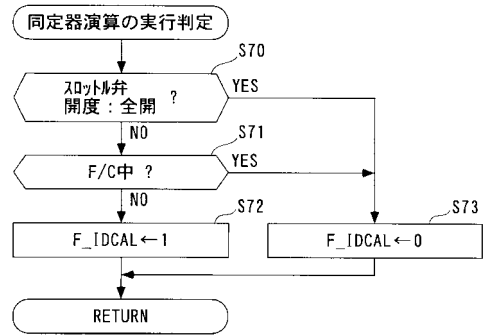 同定器演算の実行判定
S70
スロットル弁
開度：全開 ?
YES
NO
S71
F/C中 ?
YES
NO
S72
F_IDCAL←1
S73
F_IDCAL←0
RETURN